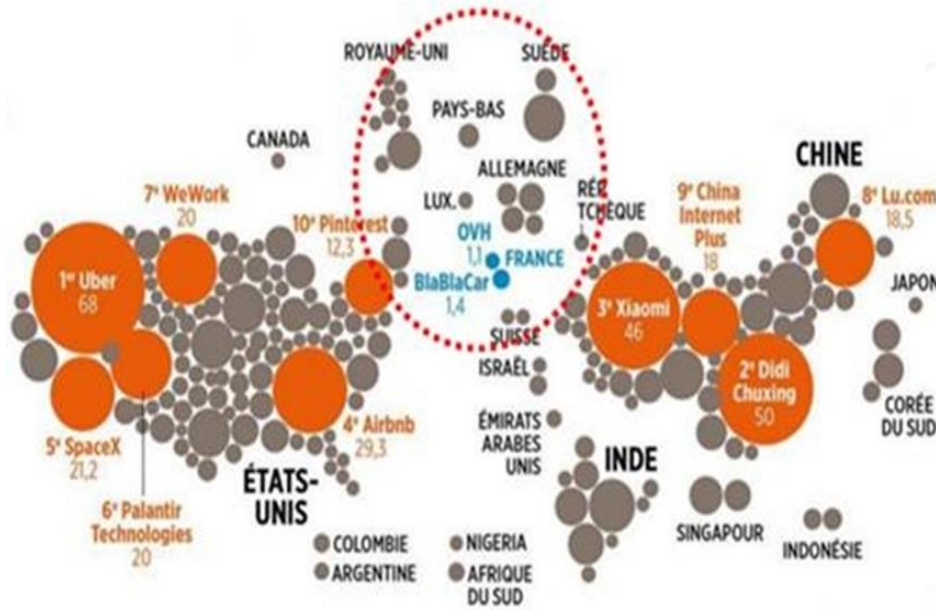 ROYAUME-UNI
SUÈDE
PAYS-BAS
CANADA
CHINE
ALLEMAGNE
7e WeWork
20
LUX.
RÉP.
TCHÈQUE
9e China
Internet
Plus
18
8e Lu.com
18,5
10e Pinterest
12,3
OVH
1,1
FRANCE
BlaBlaCar
1,4
1er Uber
68
3e Xiaomi
46
JAPON
SUISSE
ISRAËL
2e Didi
Chuxing
50
4e Airbnb
29,3
ÉMIRATS
ARABES
UNIS
CORÉE
DU SUD
5e SpaceX
21,2
INDE
ÉTATS-
UNIS
6e Palantir
Technologies
20
SINGAPOUR
INDONÉSIE
COLOMBIE
NIGERIA
ARGENTINE
AFRIQUE
DU SUD